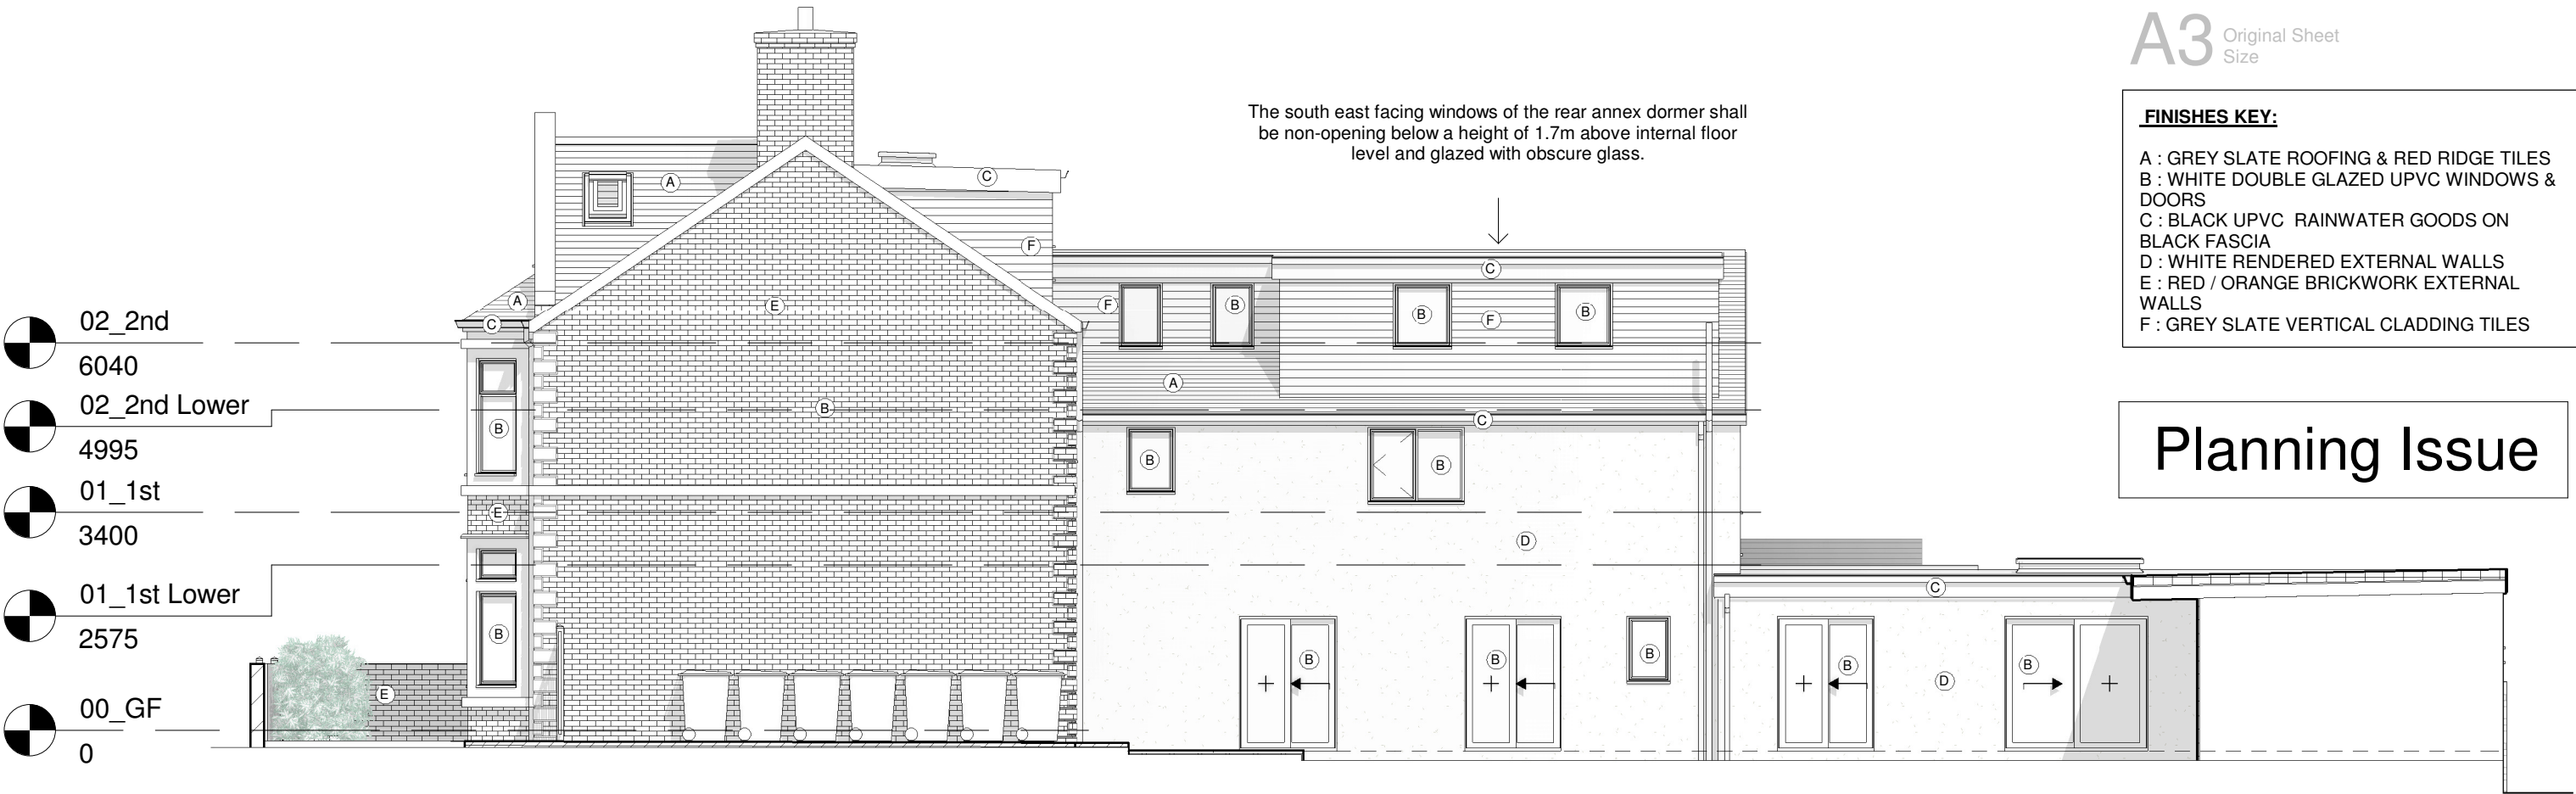 A3 Original Sheet
Size
FINISHES KEY:
A : GREY SLATE ROOFING & RED RIDGE TILES
B : WHITE DOUBLE GLAZED UPVC WINDOWS &
DOORS
C : BLACK UPVC RAINWATER GOODS ON
BLACK FASCIA
D : WHITE RENDERED EXTERNAL WALLS
E : RED / ORANGE BRICKWORK EXTERNAL
WALLS
F : GREY SLATE VERTICAL CLADDING TILES
Planning Issue
The south east facing windows of the rear annex dormer shall
be non-opening below a height of 1.7m above internal floor
level and glazed with obscure glass.
02_2nd
6040
02_2nd Lower
4995
01_1st
3400
01_1st Lower
2575
00_GF
0
A
C
F
A
C
E
C
F
B
B
F
B
A
B
C
B
B
B
E
D
C
B
B
B
B
B
B
D
E